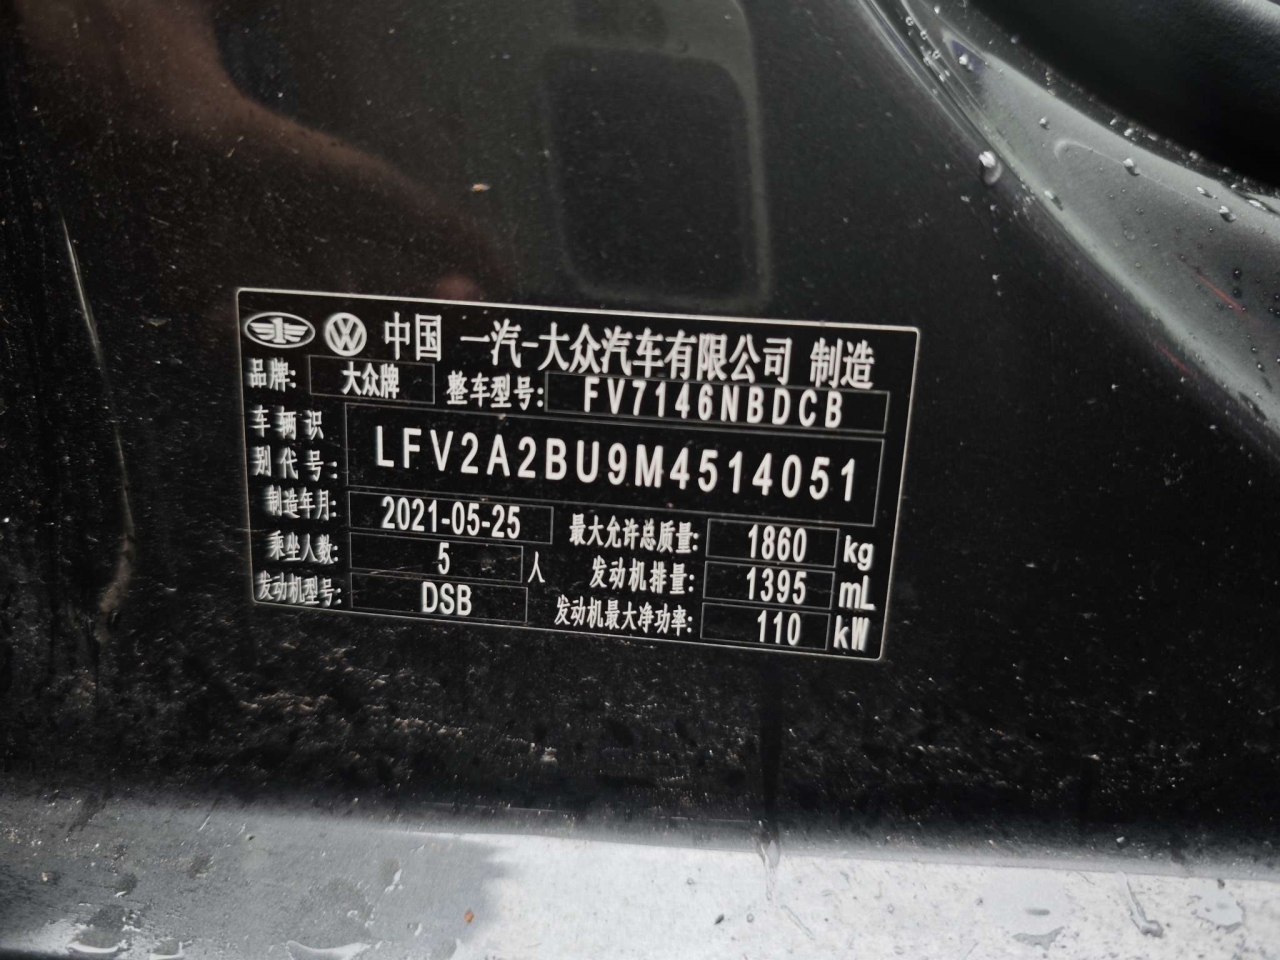 中国 一汽-大众汽车有限公司 制造
品牌: 大众牌 整车型号: FV7146NBDCB
车辆识别代号: LFV2A2BU9M4514051
制造年月: 2021-05-25 最大允许总质量: 1860 kg
乘坐人数: 5 人 发动机排量: 1395 mL
发动机型号: DSB 发动机最大净功率: 110 kW